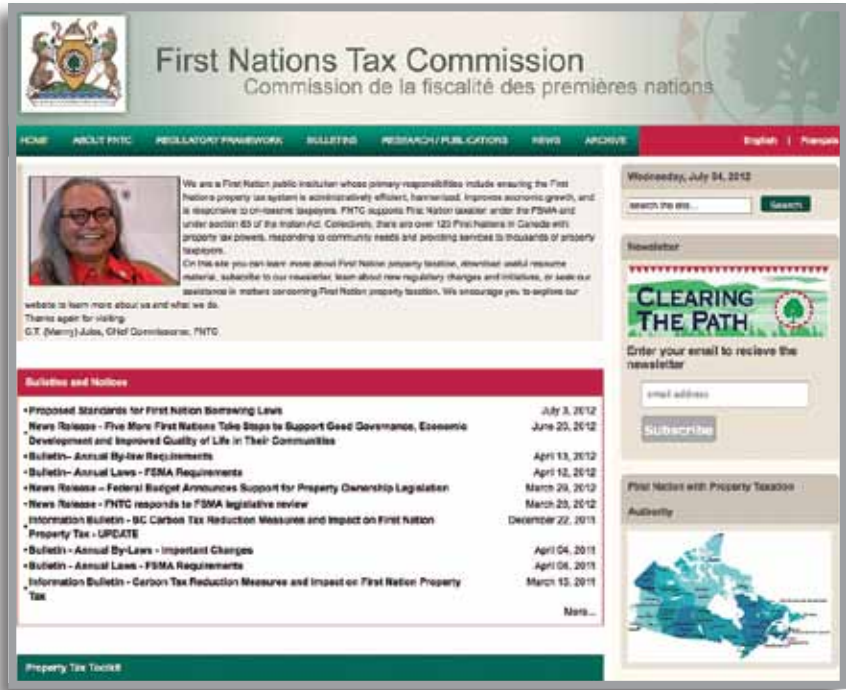 First Nations Tax Commission
Commission de la fiscalité des premières nations
HOME ABOUT FNTC REGULATORY FRAMEWORK BULLETINS RESEARCH / PUBLICATIONS NEWS ARCHIVE English | Français
We are a First Nation public institution whose primary responsibilities include ensuring the First
Nations property tax system is administratively efficient, harmonized, improves economic growth, and
is responsive to on-reserve taxpayers. FNTC supports First Nation taxation under the FSMA and
under section 83 of the Indian Act. Collectively, there are over 120 First Nations in Canada with
property tax powers, responding to community needs and providing services to thousands of property
taxpayers.
On this site you can learn more about First Nation property taxation, download useful resource
material, subscribe to our newsletter, learn about new regulatory changes and initiatives, or seek our
assistance in matters concerning First Nation property taxation. We encourage you to explore our
website to learn more about us and what we do.
Thanks again for visiting.
C.T. (Manny) Jules, Chief Commissioner, FNTC
Bulletins and Notices
•Proposed Standards for First Nation Borrowing Laws July 3, 2012
•News Release - Five More First Nations Take Steps to Support Good Governance, Economic June 20, 2012
Development and Improved Quality of Life in Their Communities
•Bulletin– Annual By-law Requirements April 13, 2012
•Bulletin– Annual Laws - FSMA Requirements April 12, 2012
•News Release – Federal Budget Announces Support for Property Ownership Legislation March 29, 2012
•News Release - FNTC responds to FSMA legislative review March 23, 2012
•Information Bulletin - BC Carbon Tax Reduction Measures and Impact on First Nation December 22, 2011
Property Tax - UPDATE
•Bulletin - Annual By-Laws - Important Changes April 04, 2011
•Bulletin - Annual Laws - FSMA Requirements
•Information Bulletin - Carbon Tax Reduction Measures and Impact on First Nation Property
Tax
More...
Property Tax Toolkit
Wednesday, July 04, 2012
search the site... Search
Newsletter
CLEARING
THE PATH
Enter your email to recieve the
newsletter
email address
Subscribe
First Nation with Property Taxation
Authority